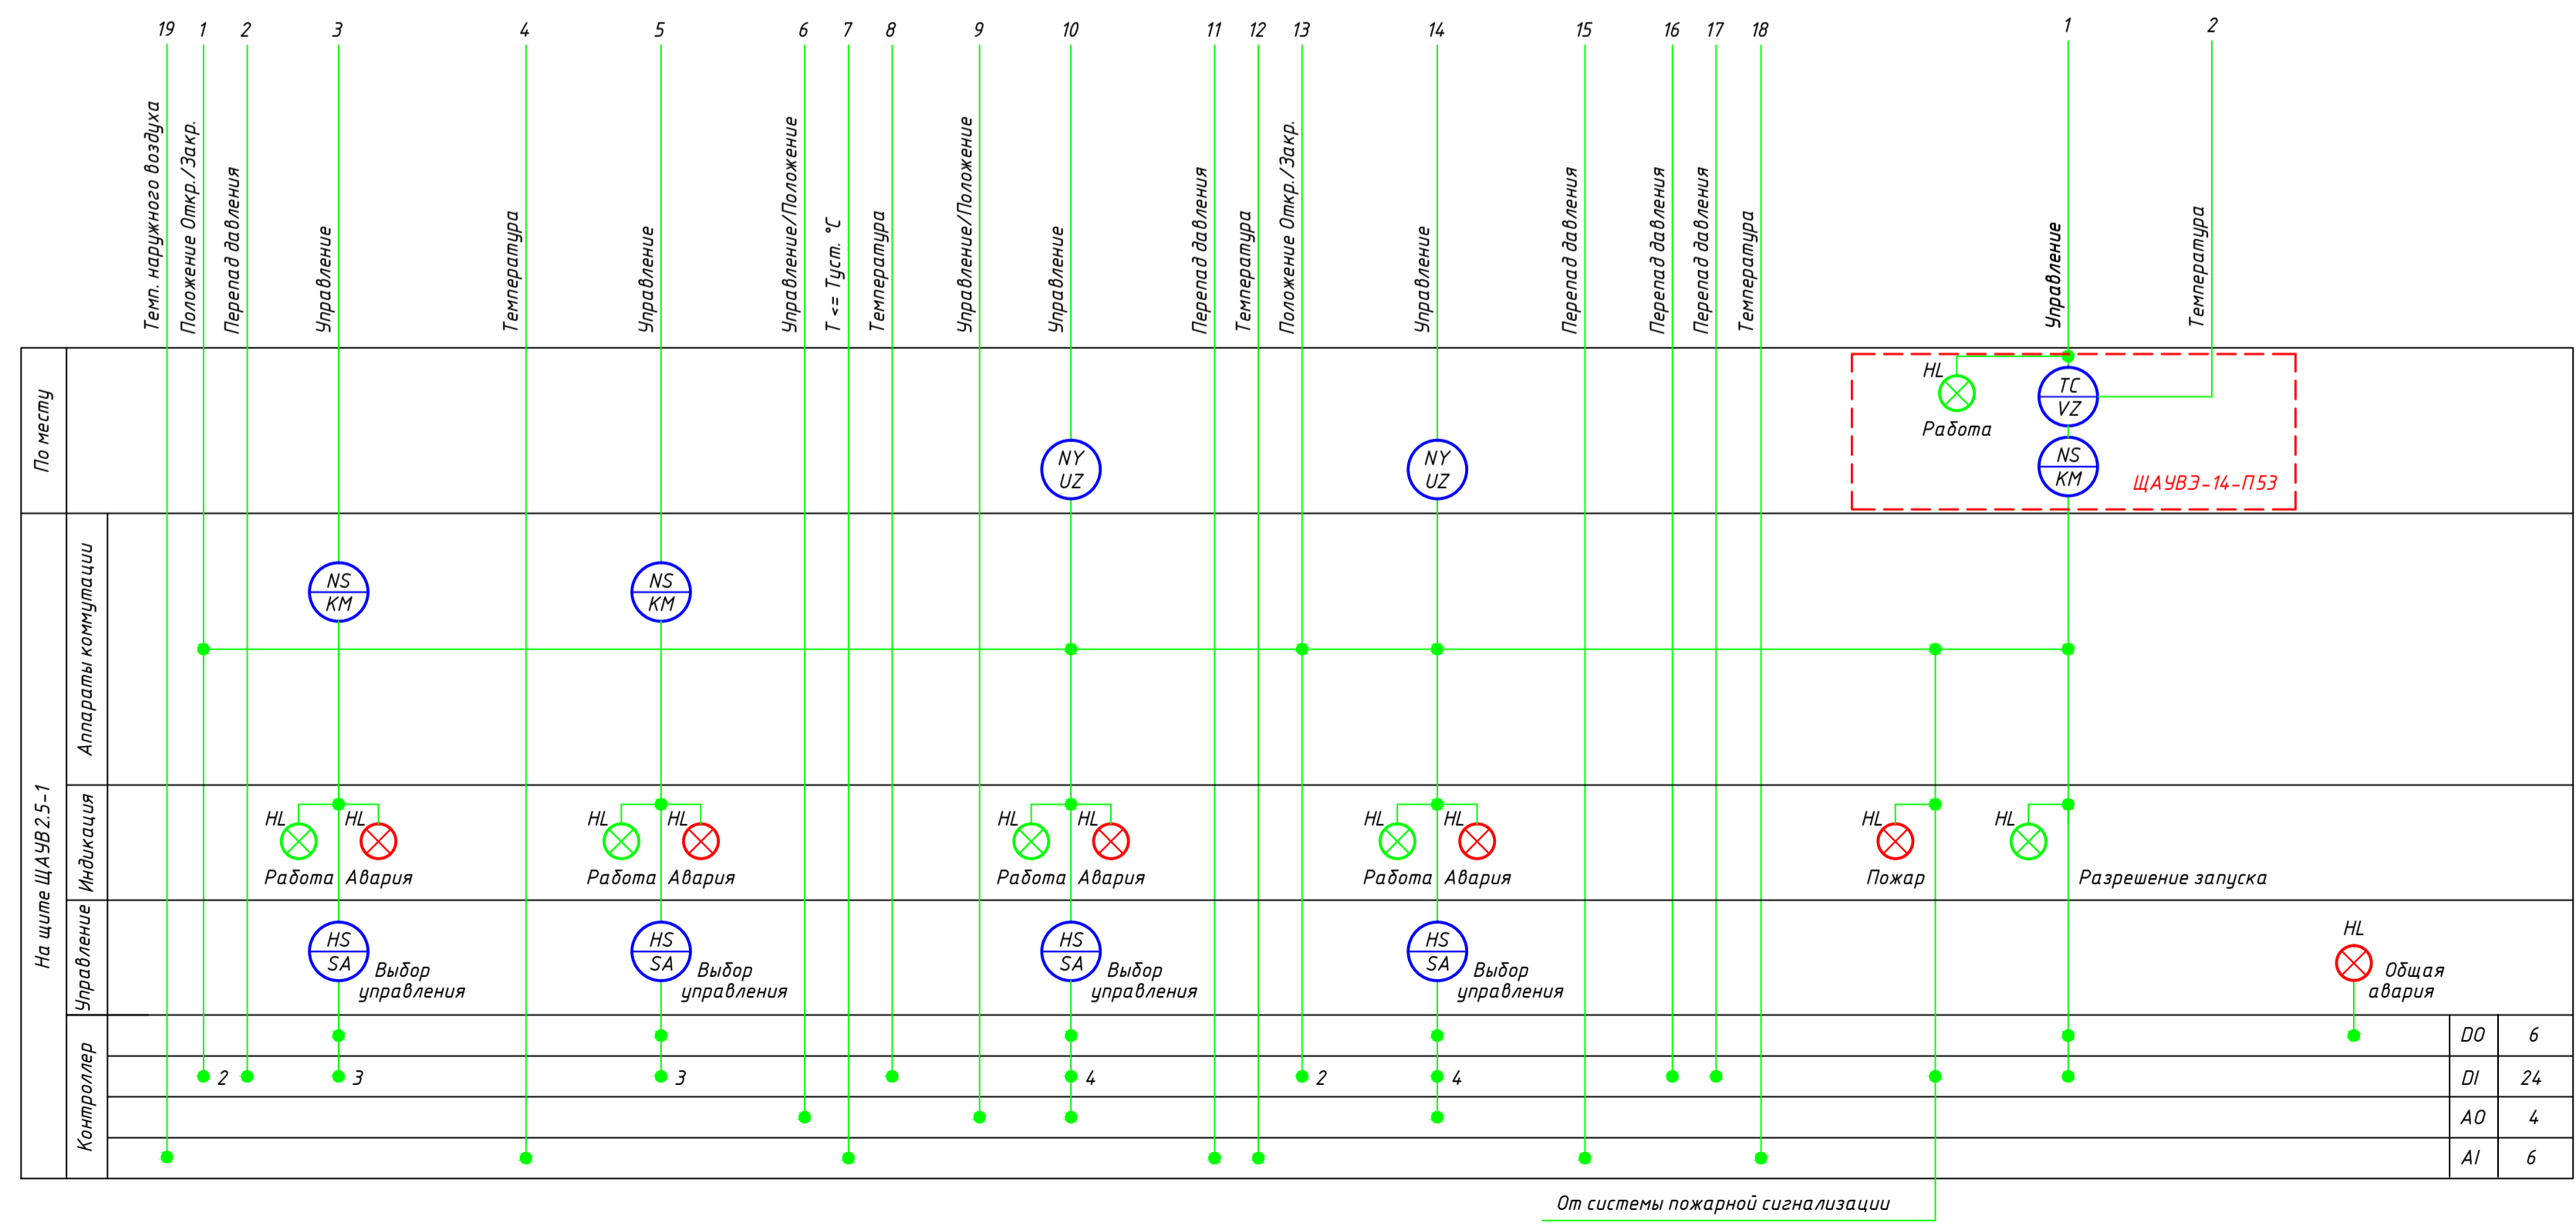 19 1 2 3 4 5 6 7 8 9 10 11 12 13 14 15 16 17 18 1 2
Темп. наружного воздуха
Положение Откр./Закр.
Перепад давления
Управление
Температура
Управление
Управление/Положение
Т <= Туст. °С
Температура
Управление/Положение
Управление
Перепад давления
Температура
Положение Откр./Закр.
Управление
Перепад давления
Перепад давления
Перепад давления
Температура
Управление
Температура
По месту
HL
Работа
TC
VZ
NS
KM
ЩАУВЭ-14-П53
NY
UZ
NY
UZ
На щите ЩАУВ2.5-1
Аппараты коммутации
NS
KM
NS
KM
Индикация
HL HL HL HL HL HL HL HL HL HL
Работа Авария Работа Авария Работа Авария Работа Авария Пожар Разрешение запуска
Управление
HS
SA
Выбор
управления
HS
SA
Выбор
управления
HS
SA
Выбор
управления
HS
SA
Выбор
управления
HL
Общая
авария
Контроллер
DO 6
2 3 3 4 2 4 DI 24
AO 4
AI 6
От системы пожарной сигнализации